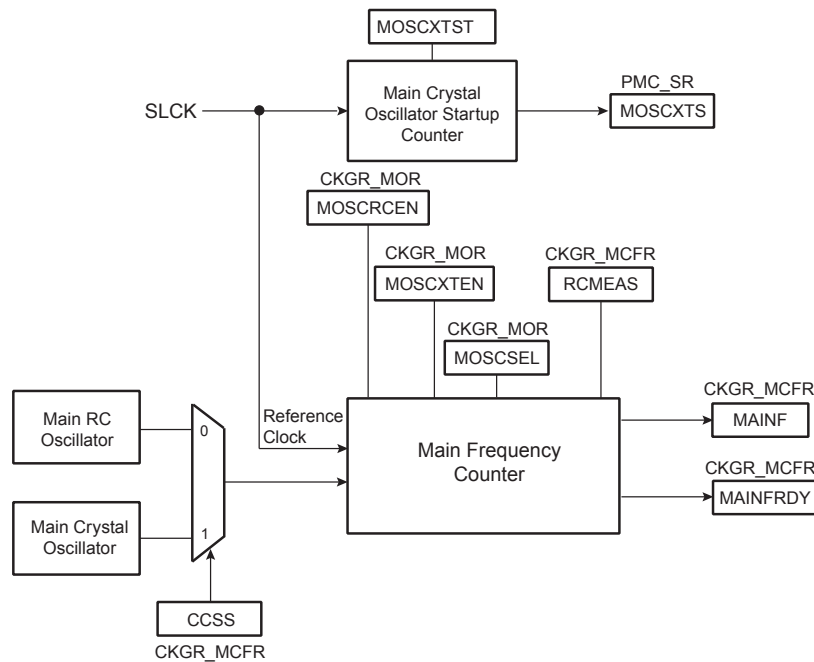 MOSCXTST
Main Crystal
Oscillator Startup
Counter
SLCK
PMC_SR
MOSCXTS
CKGR_MOR
MOSCRCEN
CKGR_MOR
MOSCXTEN
CKGR_MCFR
RCMEAS
CKGR_MOR
MOSCSEL
Main RC
Oscillator
0
Reference
Clock
Main Frequency
Counter
CKGR_MCFR
MAINF
CKGR_MCFR
MAINFRDY
Main Crystal
Oscillator
1
CCSS
CKGR_MCFR